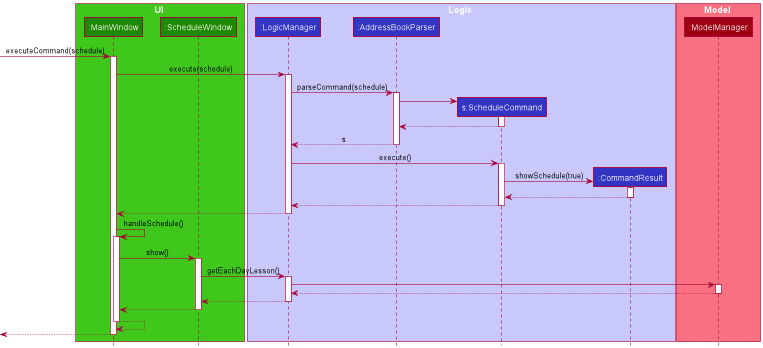 UI
Logic
Model
:MainWindow
:ScheduleWindow
:LogicManager
:AddressBookParser
:ModelManager
executeCommand(schedule)
execute(schedule)
parseCommand(schedule)
s:ScheduleCommand
s
execute()
showSchedule(true)
:CommandResult
handleSchedule()
show()
getEachDayLesson()